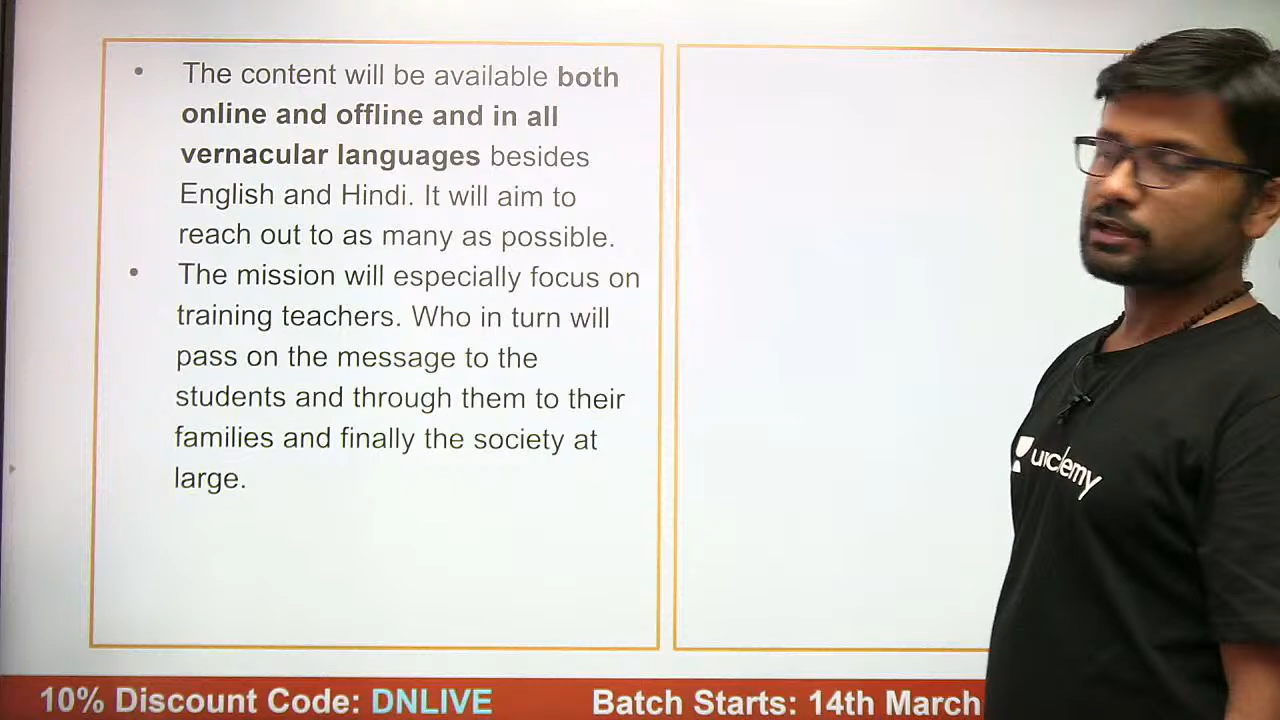 • The content will be available both
online and offline and in all
vernacular languages besides
English and Hindi. It will aim to
reach out to as many as possible.
• The mission will especially focus on
training teachers. Who in turn will
pass on the message to the
students and through them to their
families and finally the society at
large.
unacademy
10% Discount Code: DNLIVE
Batch Starts: 14th March